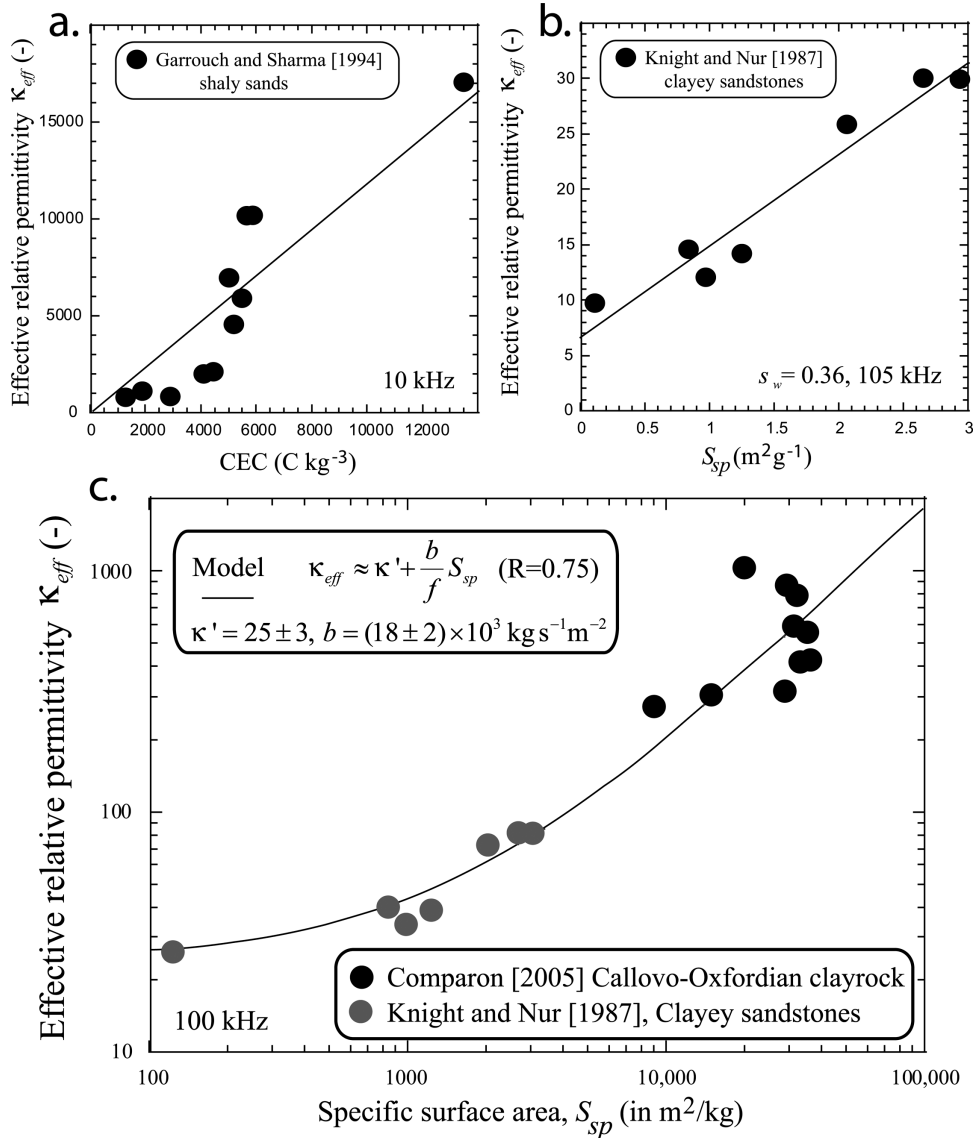 a.
Garrouch and Sharma [1994]
shaly sands
Effective relative permittivity κeff (-)
15000
10000
5000
0
10 kHz
0 2000 4000 6000 8000 10000 12000
CEC (C kg⁻³)
b.
Knight and Nur [1987]
clayey sandstones
Effective relative permittivity κeff (-)
30
25
20
15
10
5
0
sw = 0.36, 105 kHz
0 0.5 1 1.5 2 2.5 3
Ssp (m²g⁻¹)
c.
Effective relative permittivity κeff (-)
1000
100
10
Model κeff ≈ κ' + b/f Ssp (R=0.75)
κ' = 25 ± 3, b = (18 ± 2) × 10³ kg s⁻¹ m⁻²
Comparon [2005] Callovo-Oxfordian clayrock
Knight and Nur [1987], Clayey sandstones
100 kHz
100 1000 10,000 100,000
Specific surface area, Ssp (in m²/kg)